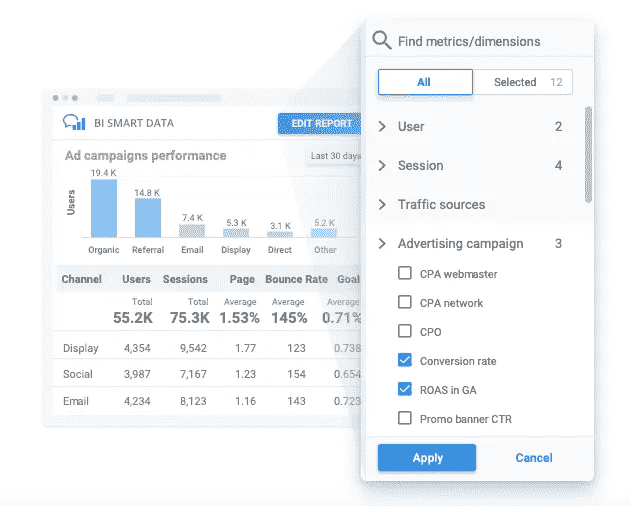 Find metrics/dimensions
All
Selected 12
User 2
Session 4
Traffic sources
Advertising campaign 3
CPA webmaster
CPA network
CPO
Conversion rate
ROAS in GA
Promo banner CTR
Apply
Cancel
BI SMART DATA
EDIT REPORT
Ad campaigns performance
Last 30 days
Users
19.4 K
14.8 K
7.4 K
5.3 K
3.1 K
5.2 K
Organic Referral Email Display Direct Other
Channel Users Sessions Page Bounce Rate Goal
Total Total Average Average Average
55.2K 75.3K 1.53% 145% 0.71%
Display 4,354 9,542 1.77 123 0.738
Social 3,987 7,167 1.23 154 0.654
Email 4,234 8,123 1.16 143 0.723